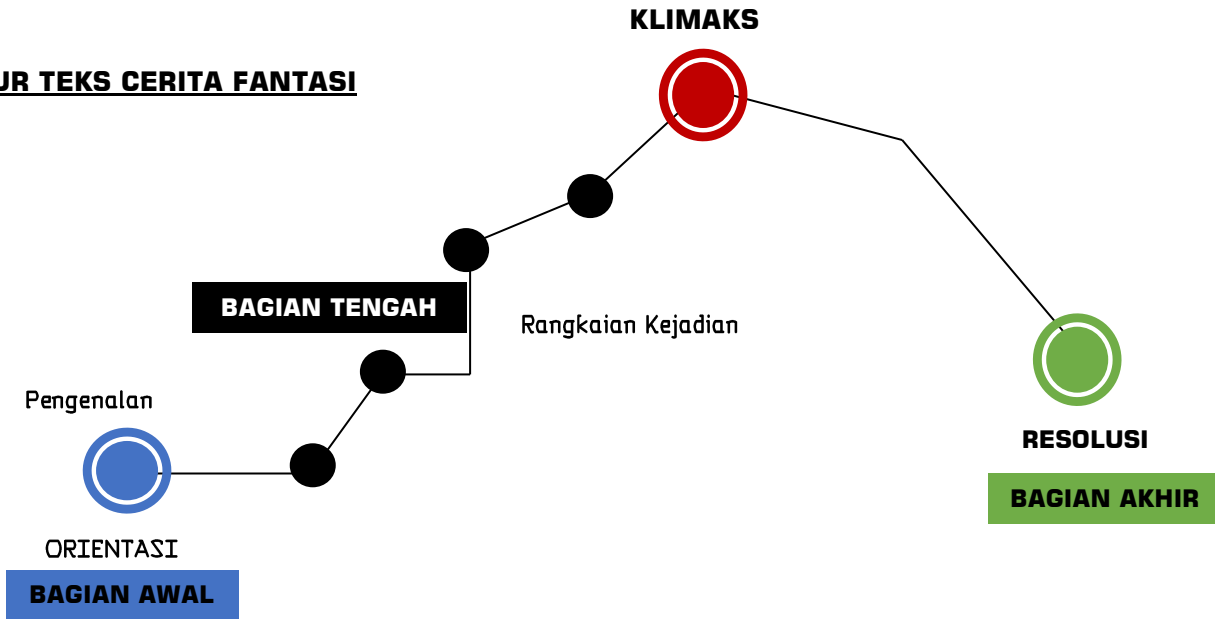 KLIMAKS
UR TEKS CERITA FANTASI
BAGIAN TENGAH
Rangkaian Kejadian
Pengenalan
RESOLUSI
BAGIAN AKHIR
ORIENTASI
BAGIAN AWAL